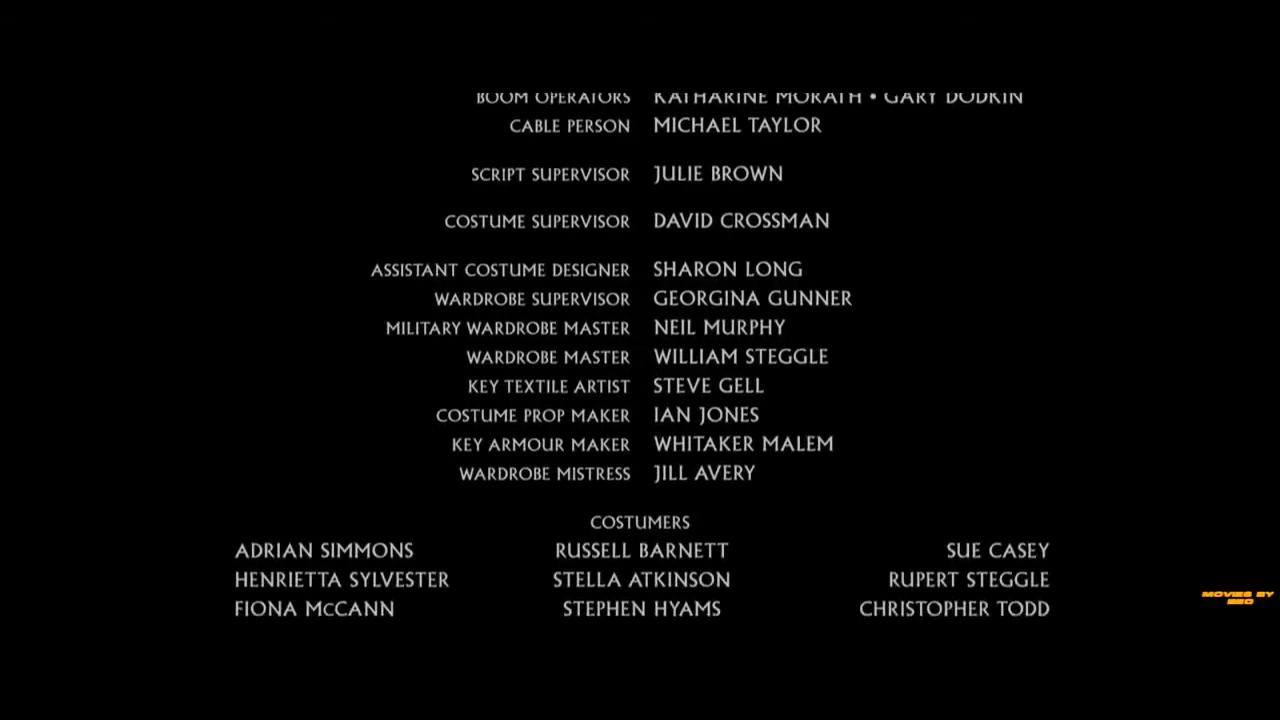 BOOM OPERATORS KATHARINE MORATH • GARY DODKIN
CABLE PERSON MICHAEL TAYLOR
SCRIPT SUPERVISOR JULIE BROWN
COSTUME SUPERVISOR DAVID CROSSMAN
ASSISTANT COSTUME DESIGNER SHARON LONG
WARDROBE SUPERVISOR GEORGINA GUNNER
MILITARY WARDROBE MASTER NEIL MURPHY
WARDROBE MASTER WILLIAM STEGGLE
KEY TEXTILE ARTIST STEVE GELL
COSTUME PROP MAKER IAN JONES
KEY ARMOUR MAKER WHITAKER MALEM
WARDROBE MISTRESS JILL AVERY
COSTUMERS
ADRIAN SIMMONS RUSSELL BARNETT SUE CASEY
HENRIETTA SYLVESTER STELLA ATKINSON RUPERT STEGGLE
FIONA McCANN STEPHEN HYAMS CHRISTOPHER TODD
MOVIES BY